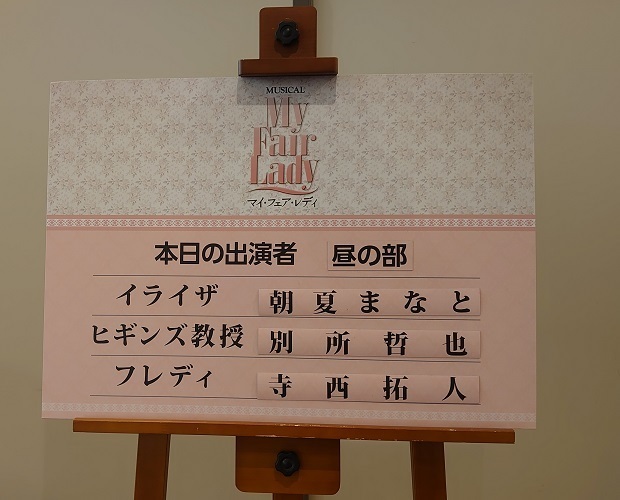 MUSICAL
My
Fair
Lady
マイ・フェア・レディ
本日の出演者 昼の部
イライザ 朝夏まなと
ヒギンズ教授 別所哲也
フレディ 寺西拓人